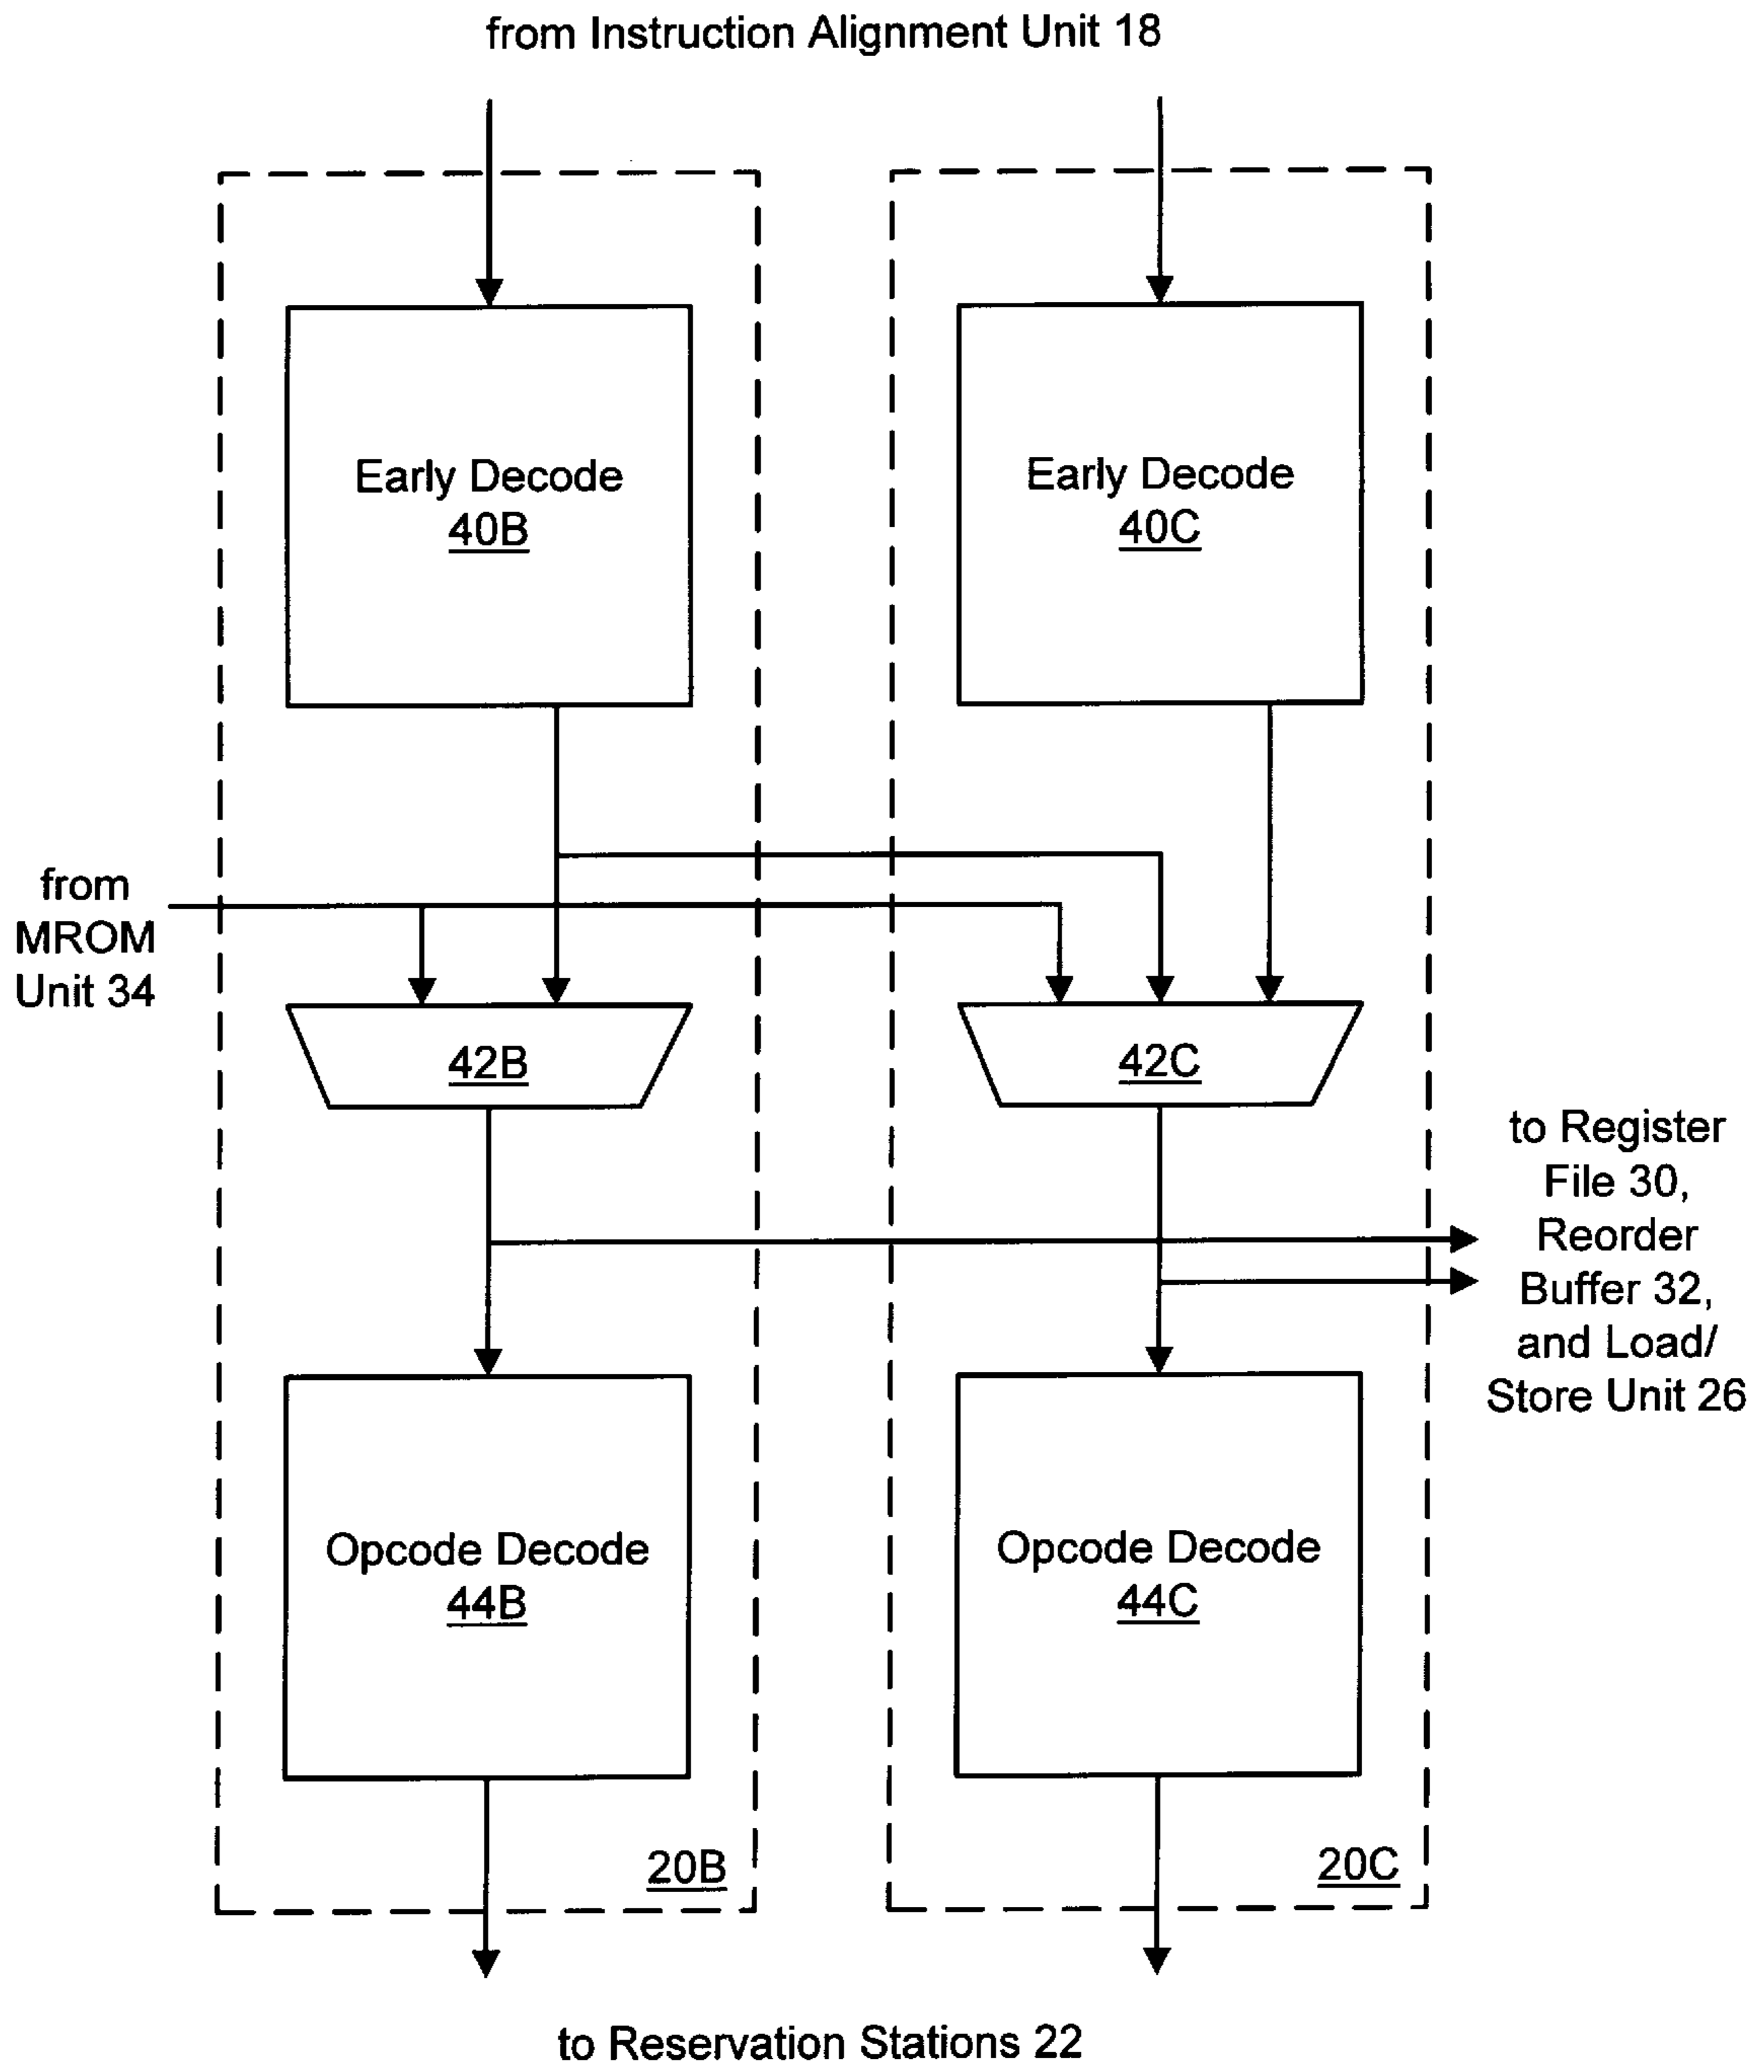 from Instruction Alignment Unit 18
Early Decode
40B
Early Decode
40C
from
MROM
Unit 34
42B
42C
to Register
File 30,
Reorder
Buffer 32,
and Load/
Store Unit 26
Opcode Decode
44B
Opcode Decode
44C
20B
20C
to Reservation Stations 22